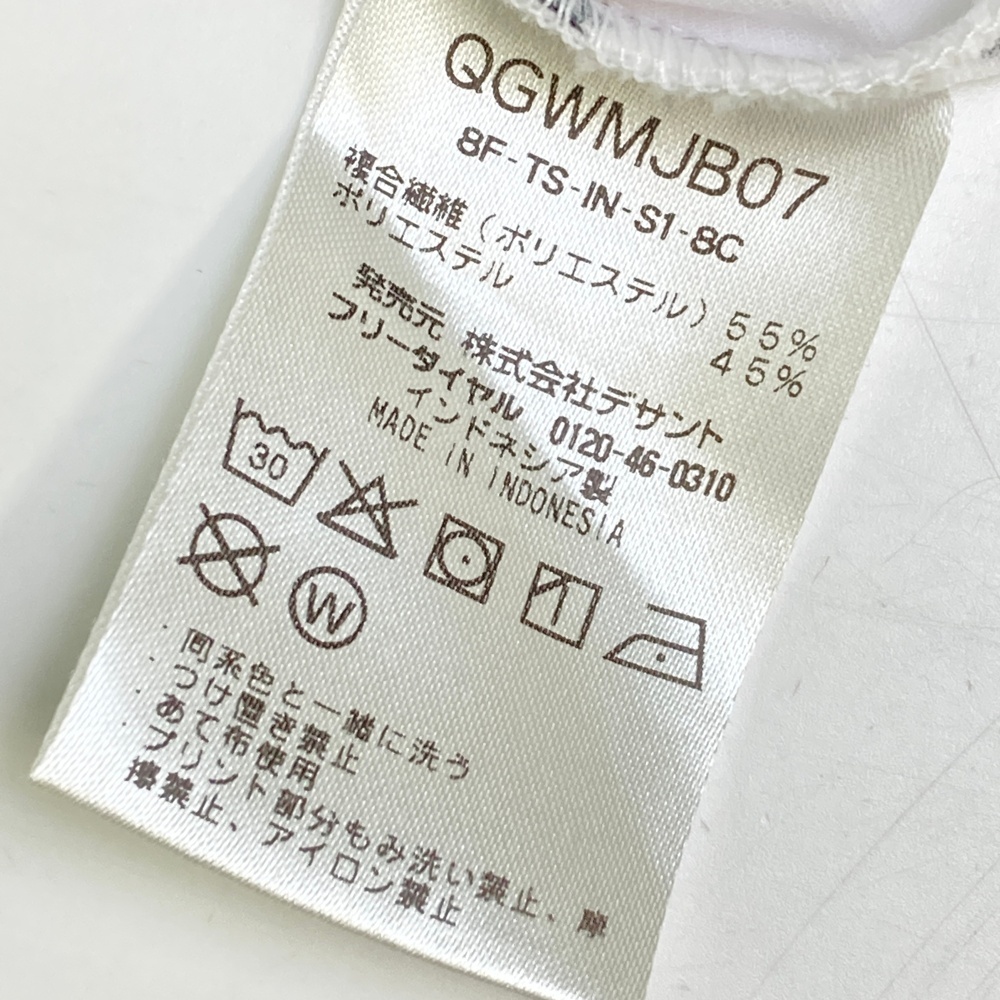 QGWMJB07
8F-TS-IN-S1-8C
複合繊維（ポリエステル）55%
ポリエステル 45%
発売元 株式会社デサント
フリーダイヤル 0120-46-0310
インドネシア製
MADE IN INDONESIA
30
W
同系色と一緒に洗う
つけ置き禁止
あて布使用
プリント部分もみ洗い禁止、摩
擦禁止、アイロン禁止